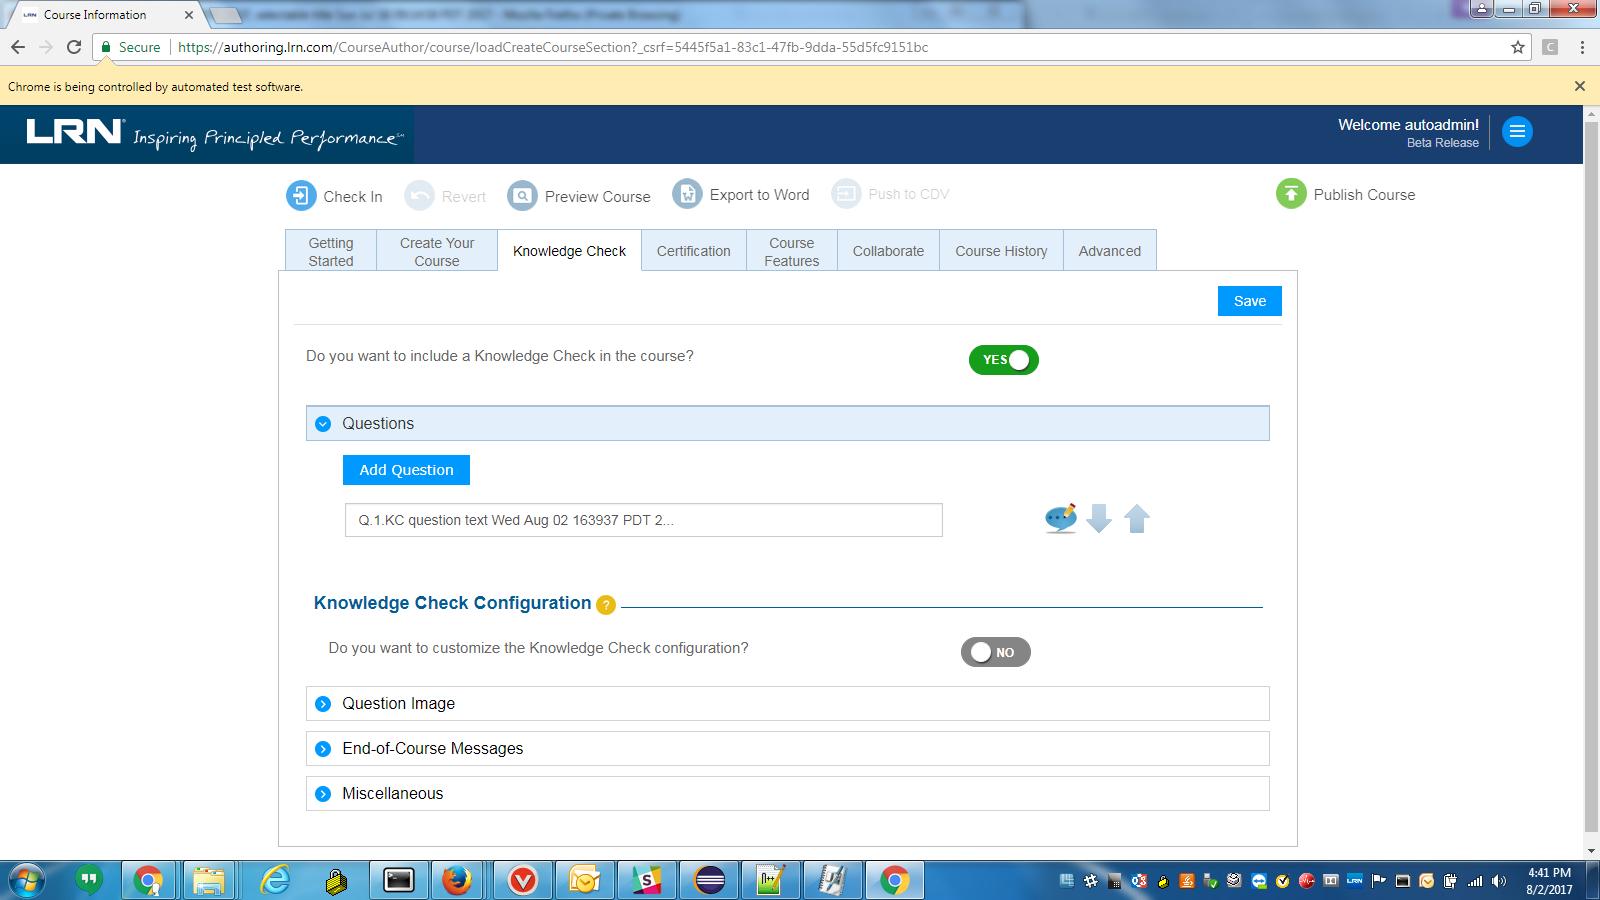 LRN Course Information
Secure https://authoring.lrn.com/CourseAuthor/course/loadCreateCourseSection?_csrf=5445f5a1-83c1-47fb-9dda-55d5fc9151bc
Chrome is being controlled by automated test software.
LRN Inspiring Principled Performance
Welcome autoadmin!
Beta Release
Check In Revert Preview Course Export to Word Push to CDV Publish Course
Getting Started Create Your Course Knowledge Check Certification Course Features Collaborate Course History Advanced
Save
Do you want to include a Knowledge Check in the course? YES
Questions
Add Question
Q.1.KC question text Wed Aug 02 163937 PDT 2...
Knowledge Check Configuration ?
Do you want to customize the Knowledge Check configuration? NO
Question Image
End-of-Course Messages
Miscellaneous
4:41 PM
8/2/2017